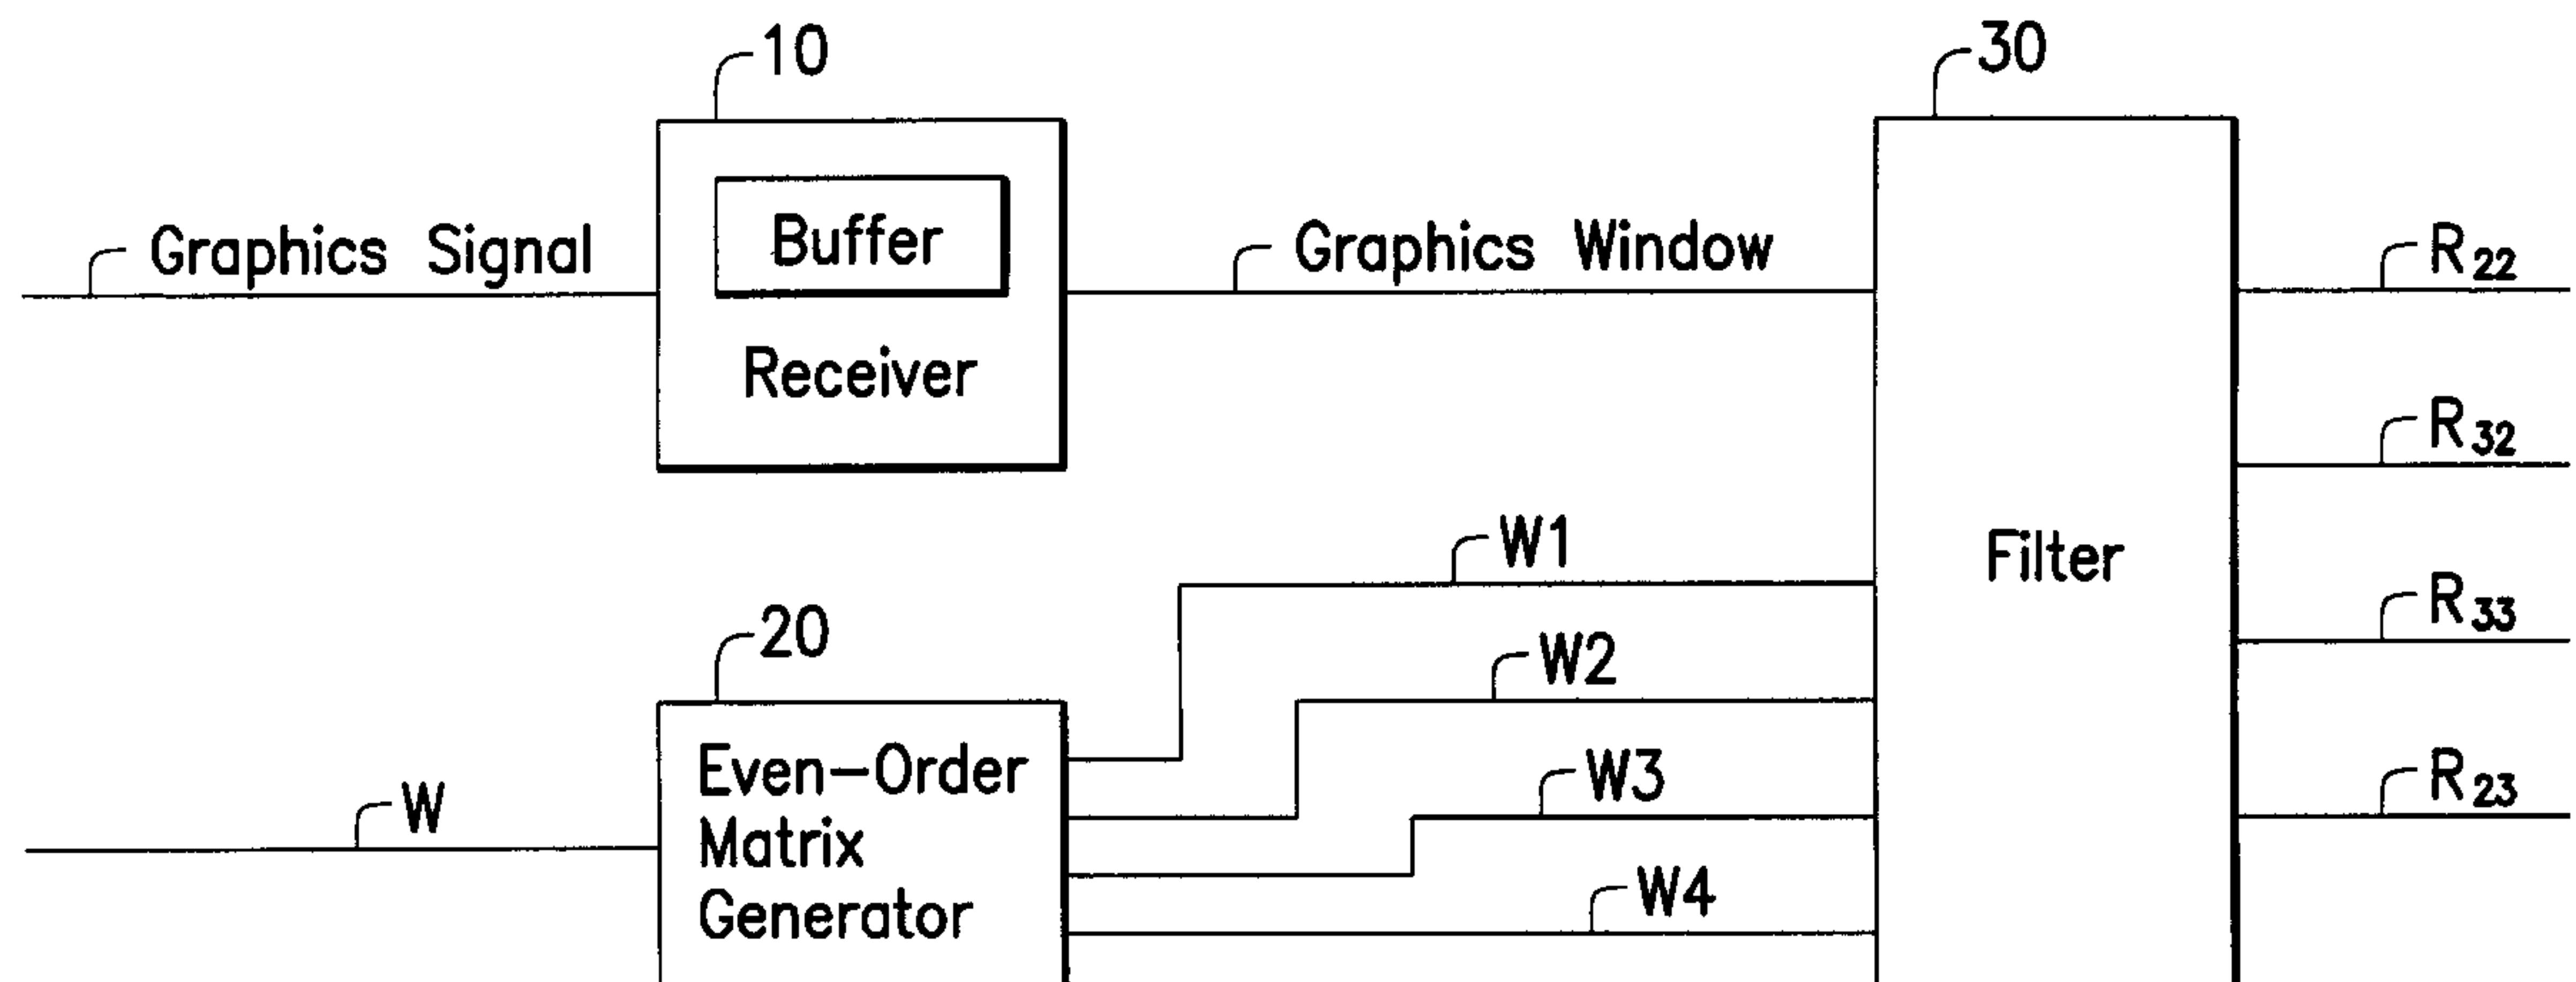 10
30
Graphics Signal
Buffer
Receiver
Graphics Window
R22
R32
R33
R23
Filter
W1
W2
W3
W4
20
Even-Order
Matrix
Generator
W